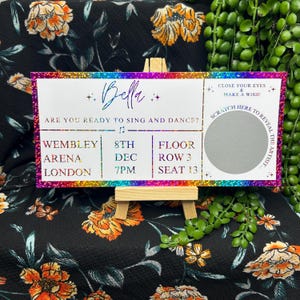 Bella
ARE YOU READY TO SING AND DANCE?
WEMBLEY
ARENA
LONDON
8TH
DEC
7PM
FLOOR
ROW 3
SEAT 13
CLOSE YOUR EYES
&
MAKE A WISH!
SCRATCH HERE TO REVEAL THE ARTIST